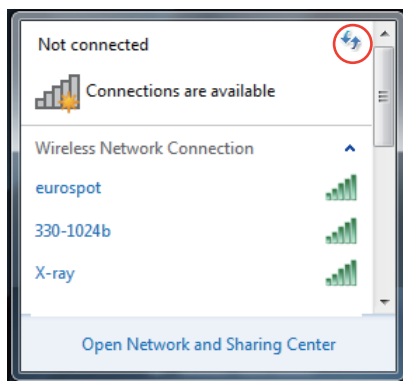 Not connected
Connections are available
Wireless Network Connection
eurospot
330-1024b
X-ray
Open Network and Sharing Center